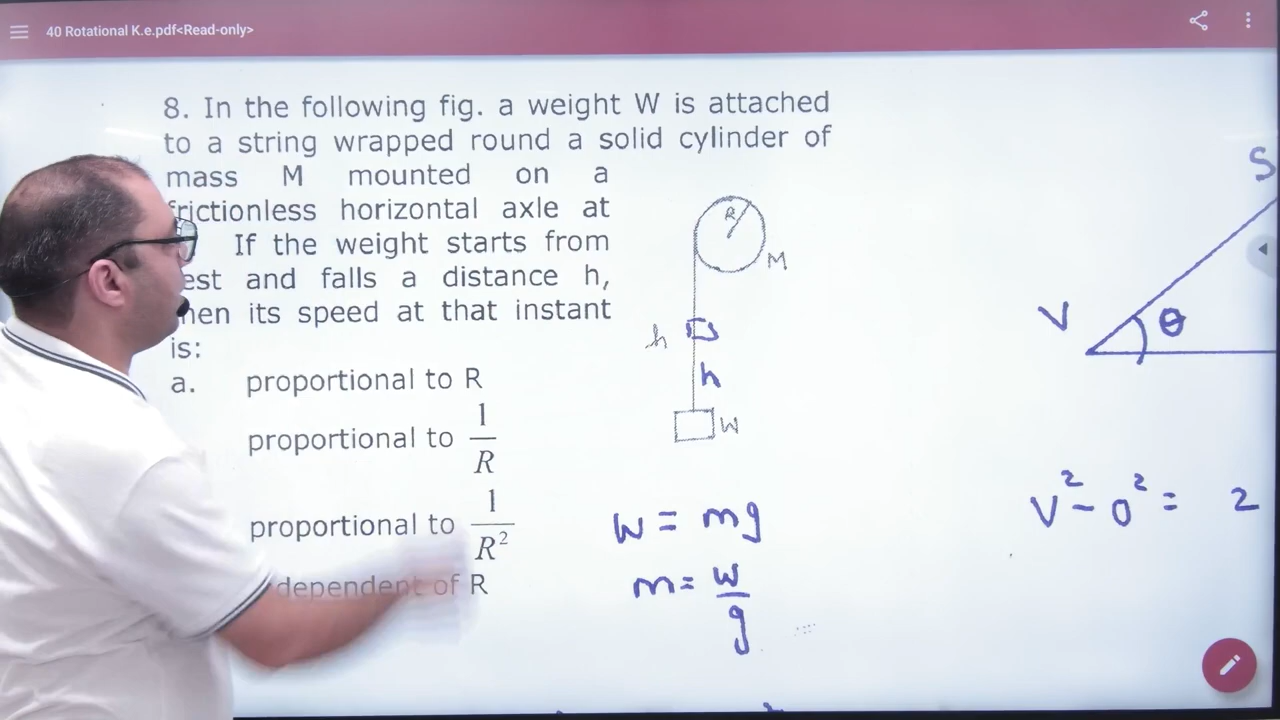 40 Rotational K.e.pdf<Read-only>
8. In the following fig. a weight W is attached
to a string wrapped round a solid cylinder of
mass M mounted on a
frictionless horizontal axle at
If the weight starts from
est and falls a distance h,
hen its speed at that instant
is:
a. proportional to R
proportional to 1/R
proportional to 1/R²
dependent of R
R
M
h
h
W
W = mg
m = W/g
S
V
θ
V² - 0² = 2